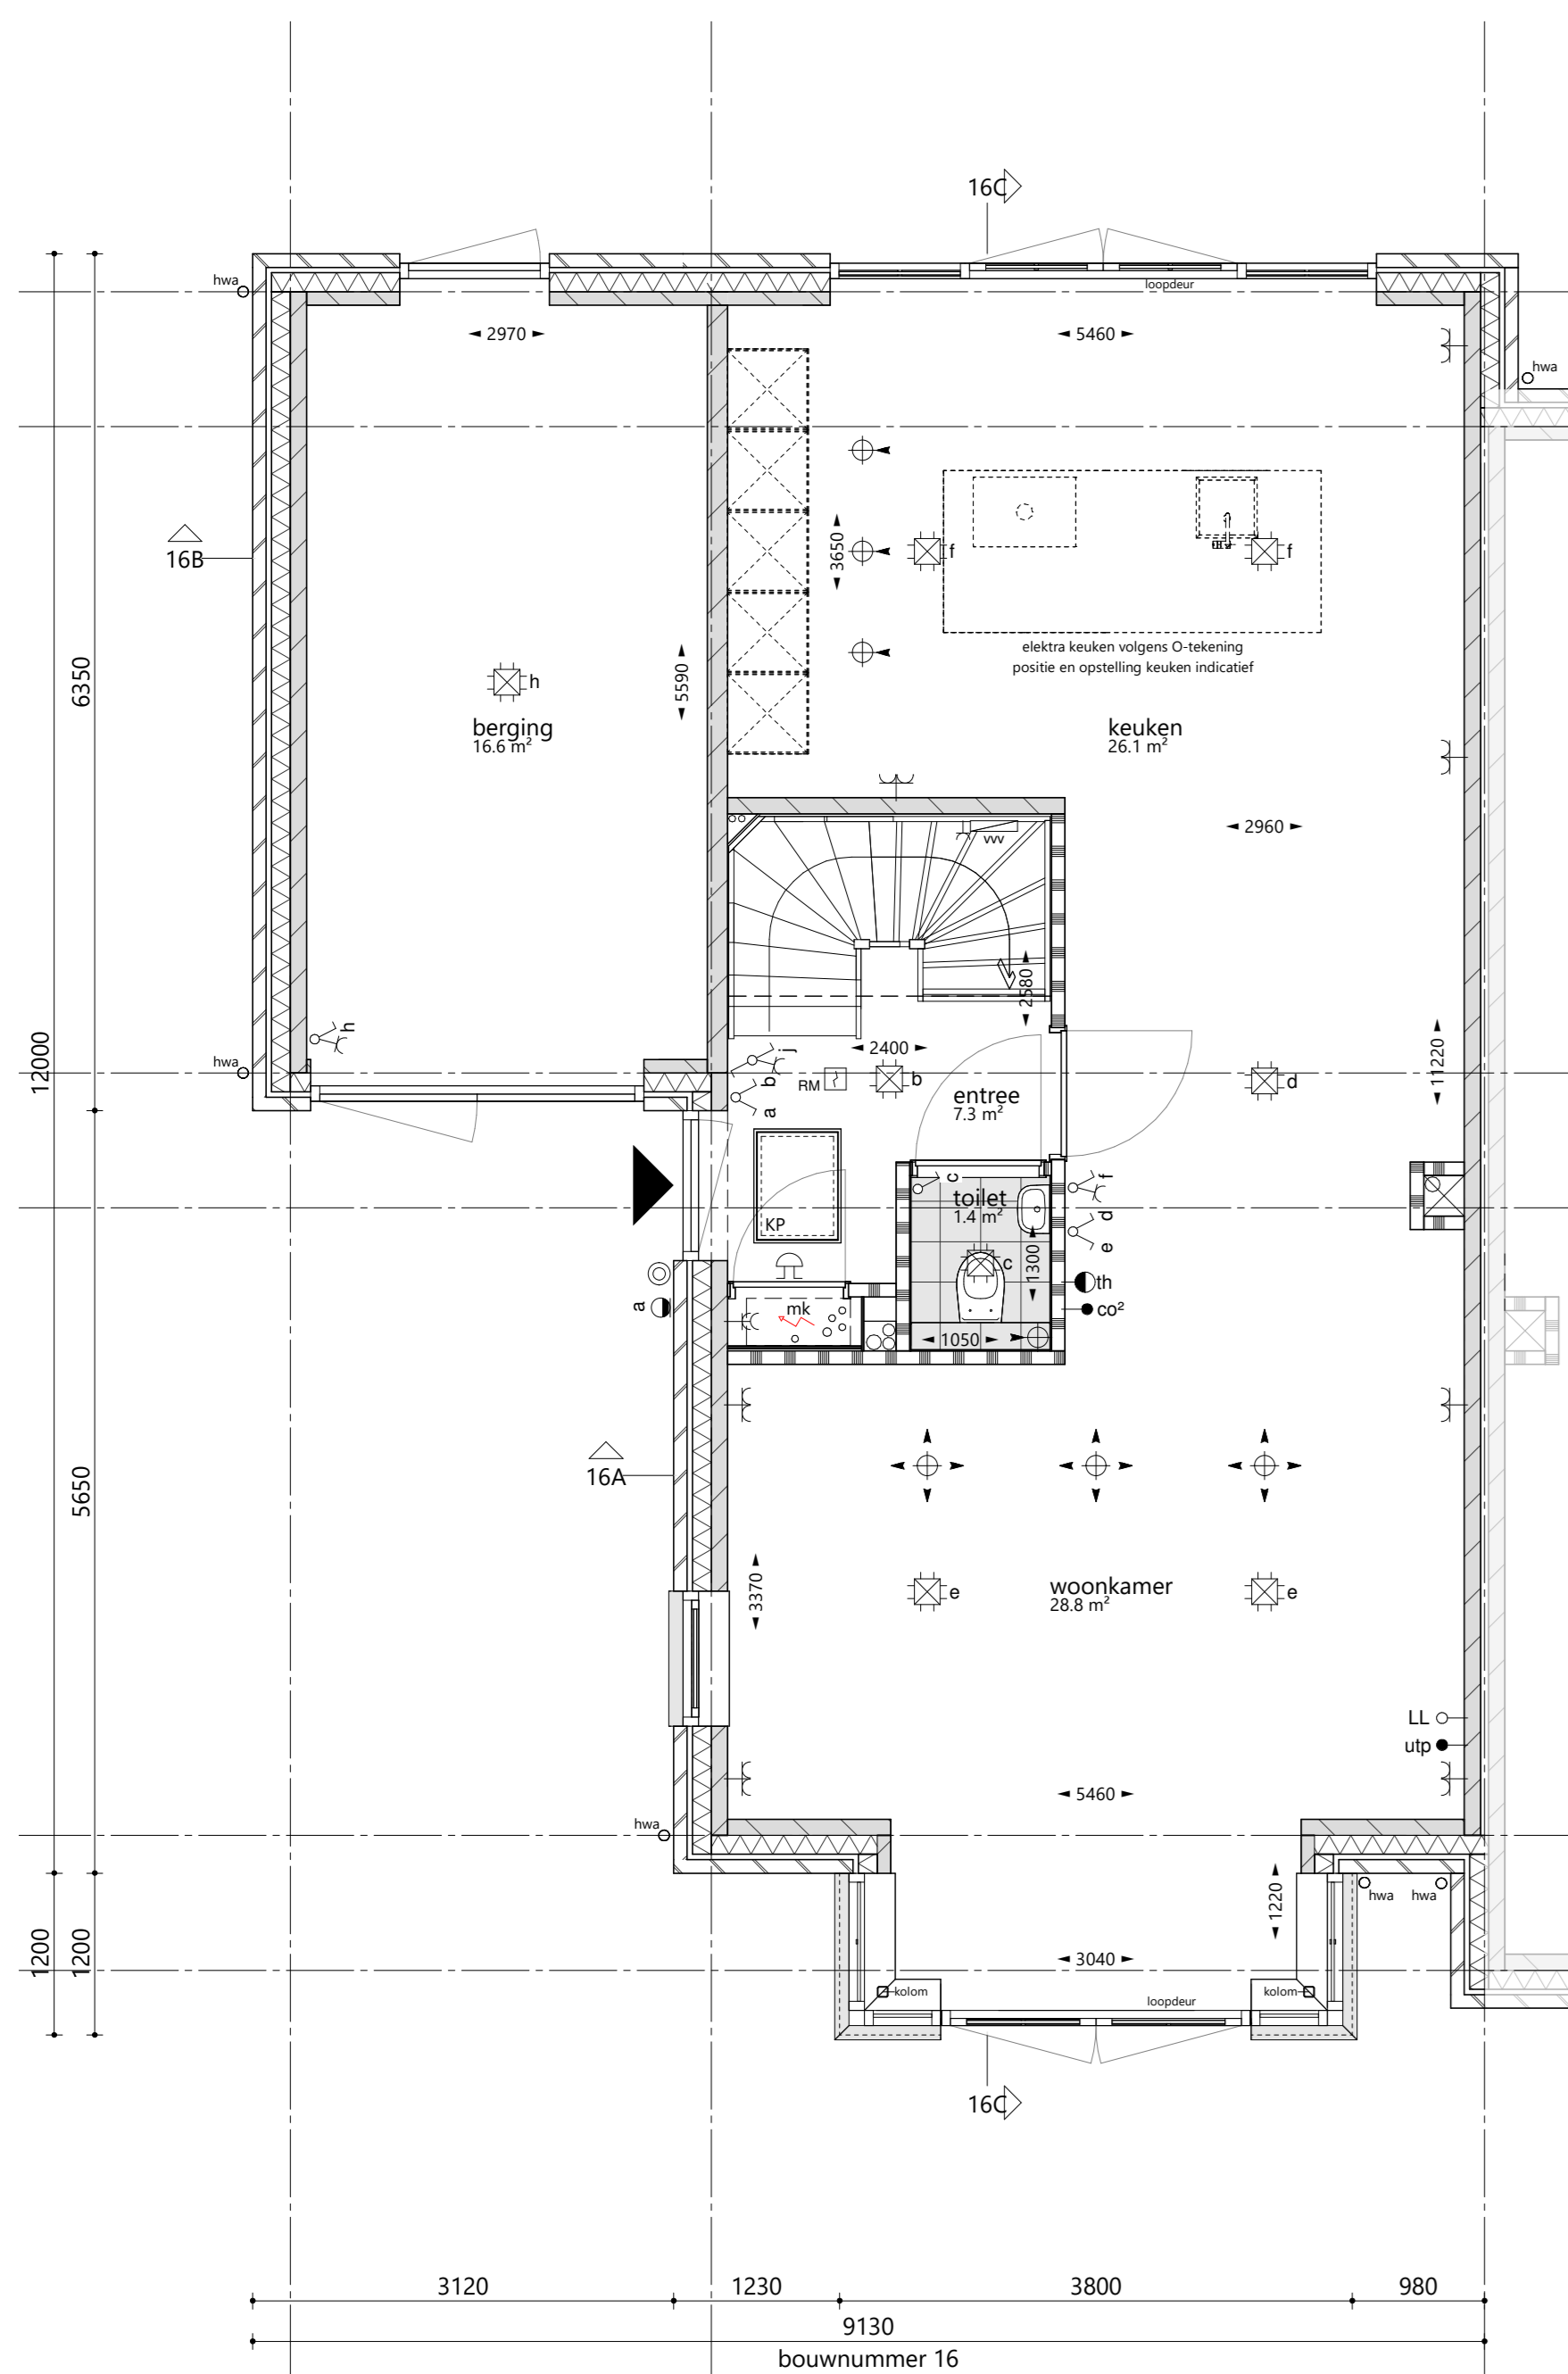 16C
hwa
loopdeur
2970
5460
hwa
16B
3650
f
f
elektra keuken volgens O-tekening
positie en opstelling keuken indicatief
6350
5590
h
berging
16.6 m²
keuken
26.1 m²
2960
vvv
2580
12000
h
hwa
j
2400
11220
b
RM
b
d
a
entree
7.3 m²
c
f
toilet
1.4 m²
d
KP
e
c
1300
th
a
mk
co²
1050
16A
5650
3370
e
woonkamer
28.8 m²
e
LL
utp
5460
hwa
1220
hwa
hwa
1200
1200
3040
kolom
kolom
loopdeur
16C
3120
1230
3800
980
9130
bouwnummer 16